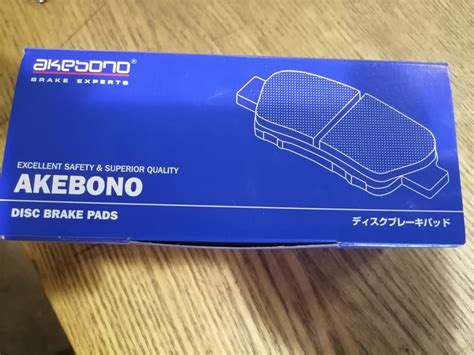 akebono®
BRAKE EXPERTS
EXCELLENT SAFETY & SUPERIOR QUALITY
AKEBONO
DISC BRAKE PADS
ディスクブレーキパッド